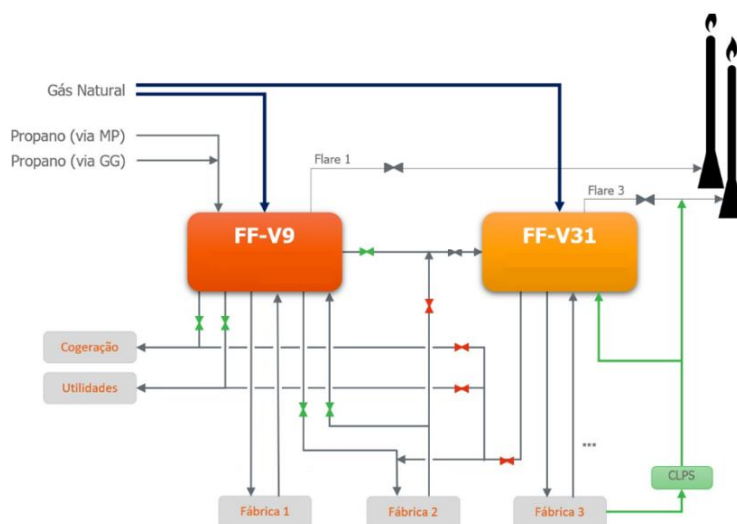 Gás Natural
Propano (via MP)
Propano (via GG)
Flare 1
Flare 3
FF-V9
FF-V31
Cogeração
Utilidades
***
CLPS
Fábrica 1
Fábrica 2
Fábrica 3